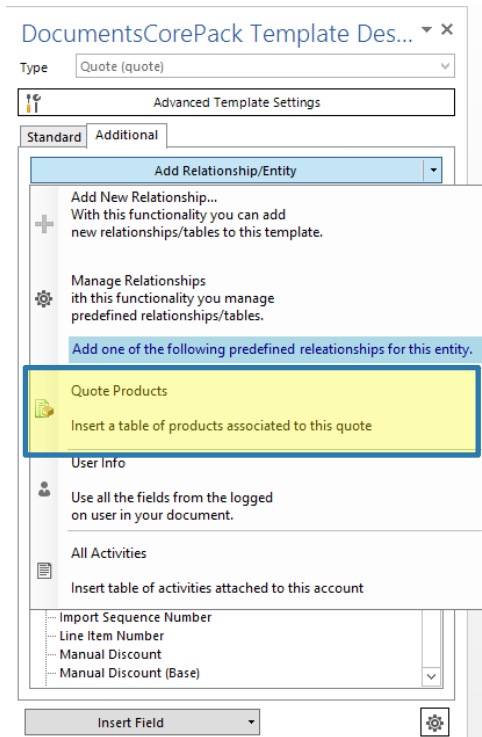 DocumentsCorePack Template Des...
Type Quote (quote)
Advanced Template Settings
Standard Additional
Add Relationship/Entity
Add New Relationship...
With this functionality you can add
new relationships/tables to this template.
Manage Relationships
ith this functionality you manage
predefined relationships/tables.
Add one of the following predefined releationships for this entity.
Quote Products
Insert a table of products associated to this quote
User Info
Use all the fields from the logged
on user in your document.
All Activities
Insert table of activities attached to this account
Import Sequence Number
Line Item Number
Manual Discount
Manual Discount (Base)
Insert Field